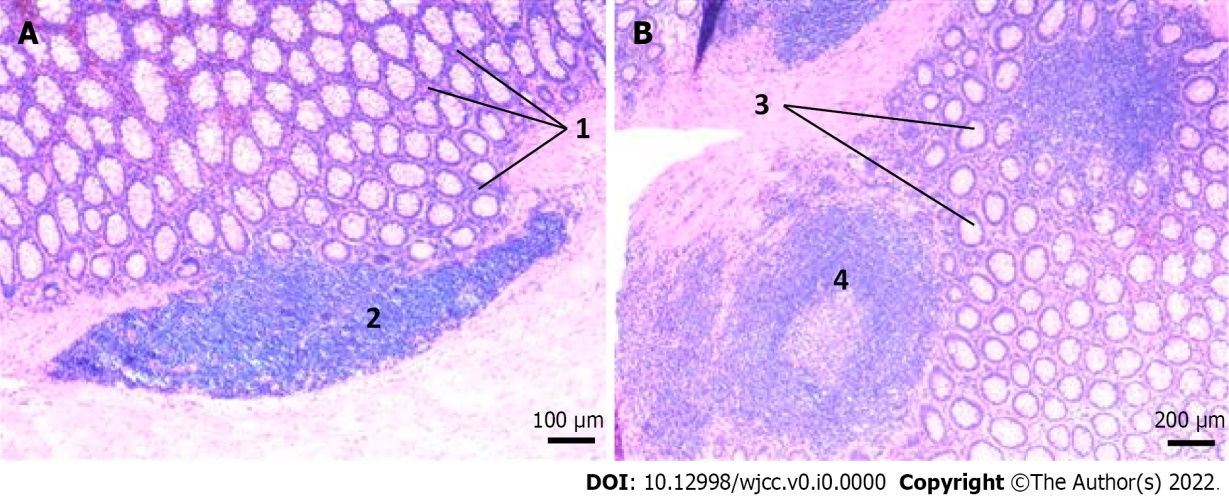 A
B
1
2
3
4
100 µm
200 µm
DOI: 10.12998/wjcc.v0.i0.0000 Copyright ©The Author(s) 2022.